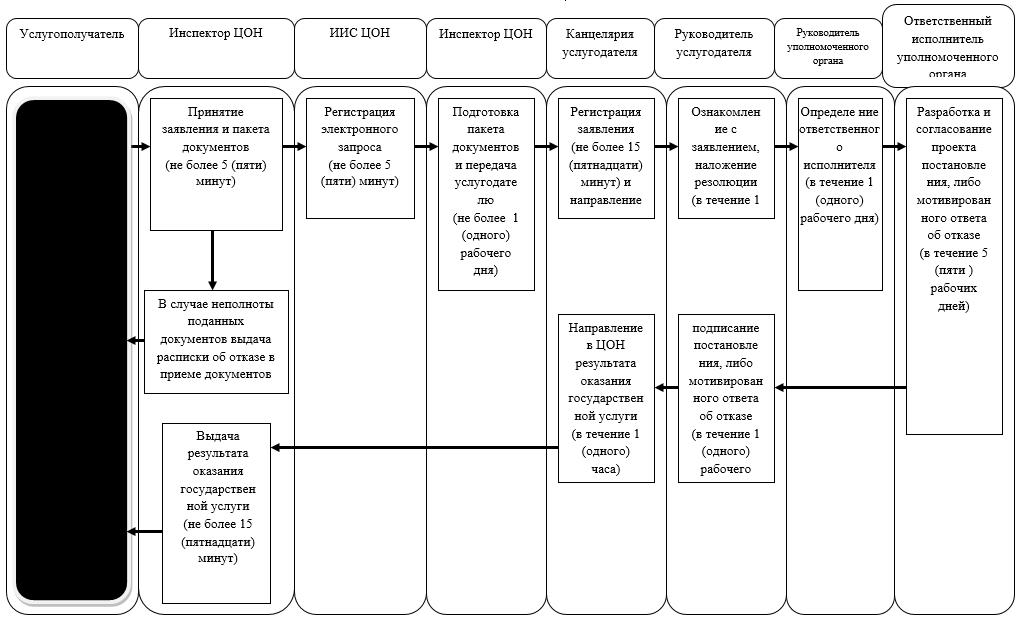 Услугополучатель
Инспектор ЦОН
ИИС ЦОН
Инспектор ЦОН
Канцелярия
услугодателя
Руководитель
услугодателя
Руководитель
уполномоченного
органа
Ответственный
исполнитель
уполномоченного
органа
Принятие
заявления и пакета
документов
(не более 5 (пяти)
минут)
Регистрация
электронного
запроса
(не более 5
(пяти) минут)
Подготовка
пакета
документов
и передача
услугодате
лю
(не более 1
(одного)
рабочего
дня)
Регистрация
заявления
(не более 15
(пятнадцати)
минут) и
направление
Ознакомлен
ие с
заявлением,
наложение
резолюции
(в течение 1
Определе ние
ответственног
о
исполнителя
(в течение 1
(одного)
рабочего дня)
Разработка и
согласование
проекта
постановле
ния, либо
мотивирован
ного ответа
об отказе
(в течение 5
(пяти )
рабочих
дней)
В случае неполноты
поданных
документов выдача
расписки об отказе в
приеме документов
Направление
в ЦОН
результата
оказания
государствен
ной услуги
(в течение 1
(одного)
часа)
подписание
постановле
ния, либо
мотивирован
ного ответа
об отказе
(в течение 1
(одного)
рабочего
Выдача
результата
оказания
государствен
ной услуги
(не более 15
(пятнадцати)
минут)